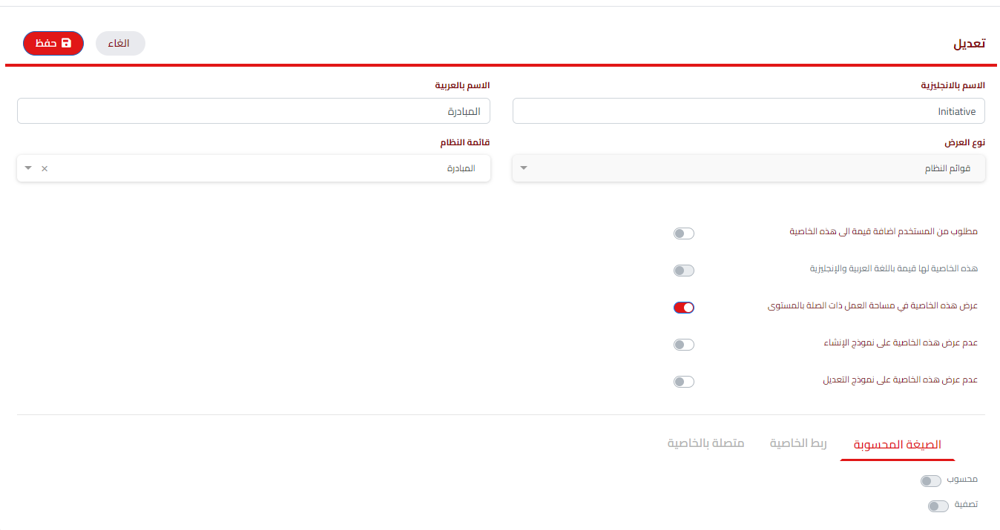 تعديل
الغاء
حفظ
الاسم بالانجليزية
الاسم بالعربية
Initiative
المبادرة
نوع العرض
قائمة النظام
قوائم النظام
المبادرة
مطلوب من المستخدم اضافة قيمة الى هذه الخاصية
هذه الخاصية لها قيمة باللغة العربية والإنجليزية
عرض هذه الخاصية في مساحة العمل ذات الصلة بالمستوى
عدم عرض هذه الخاصية على نموذج الإنشاء
عدم عرض هذه الخاصية على نموذج التعديل
الصيغة المحسوبة
ربط الخاصية
متصلة بالخاصية
محسوب
تصفية